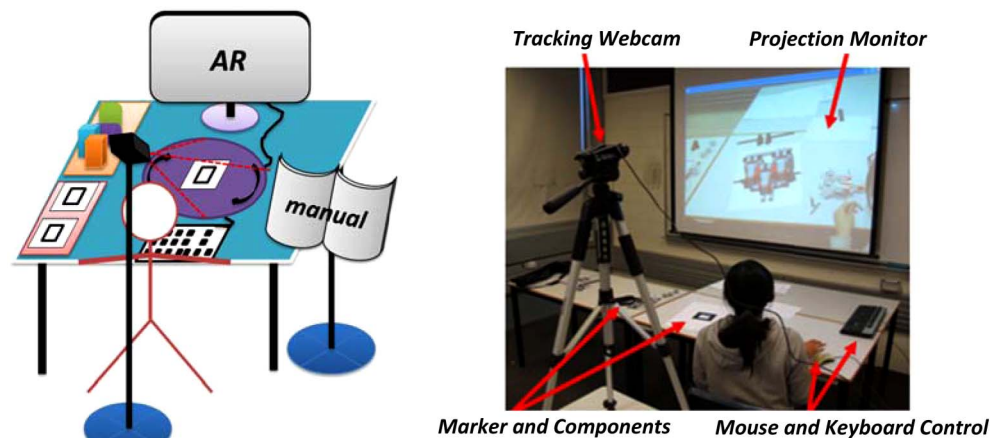 AR
manual
Tracking Webcam
Projection Monitor
Marker and Components
Mouse and Keyboard Control